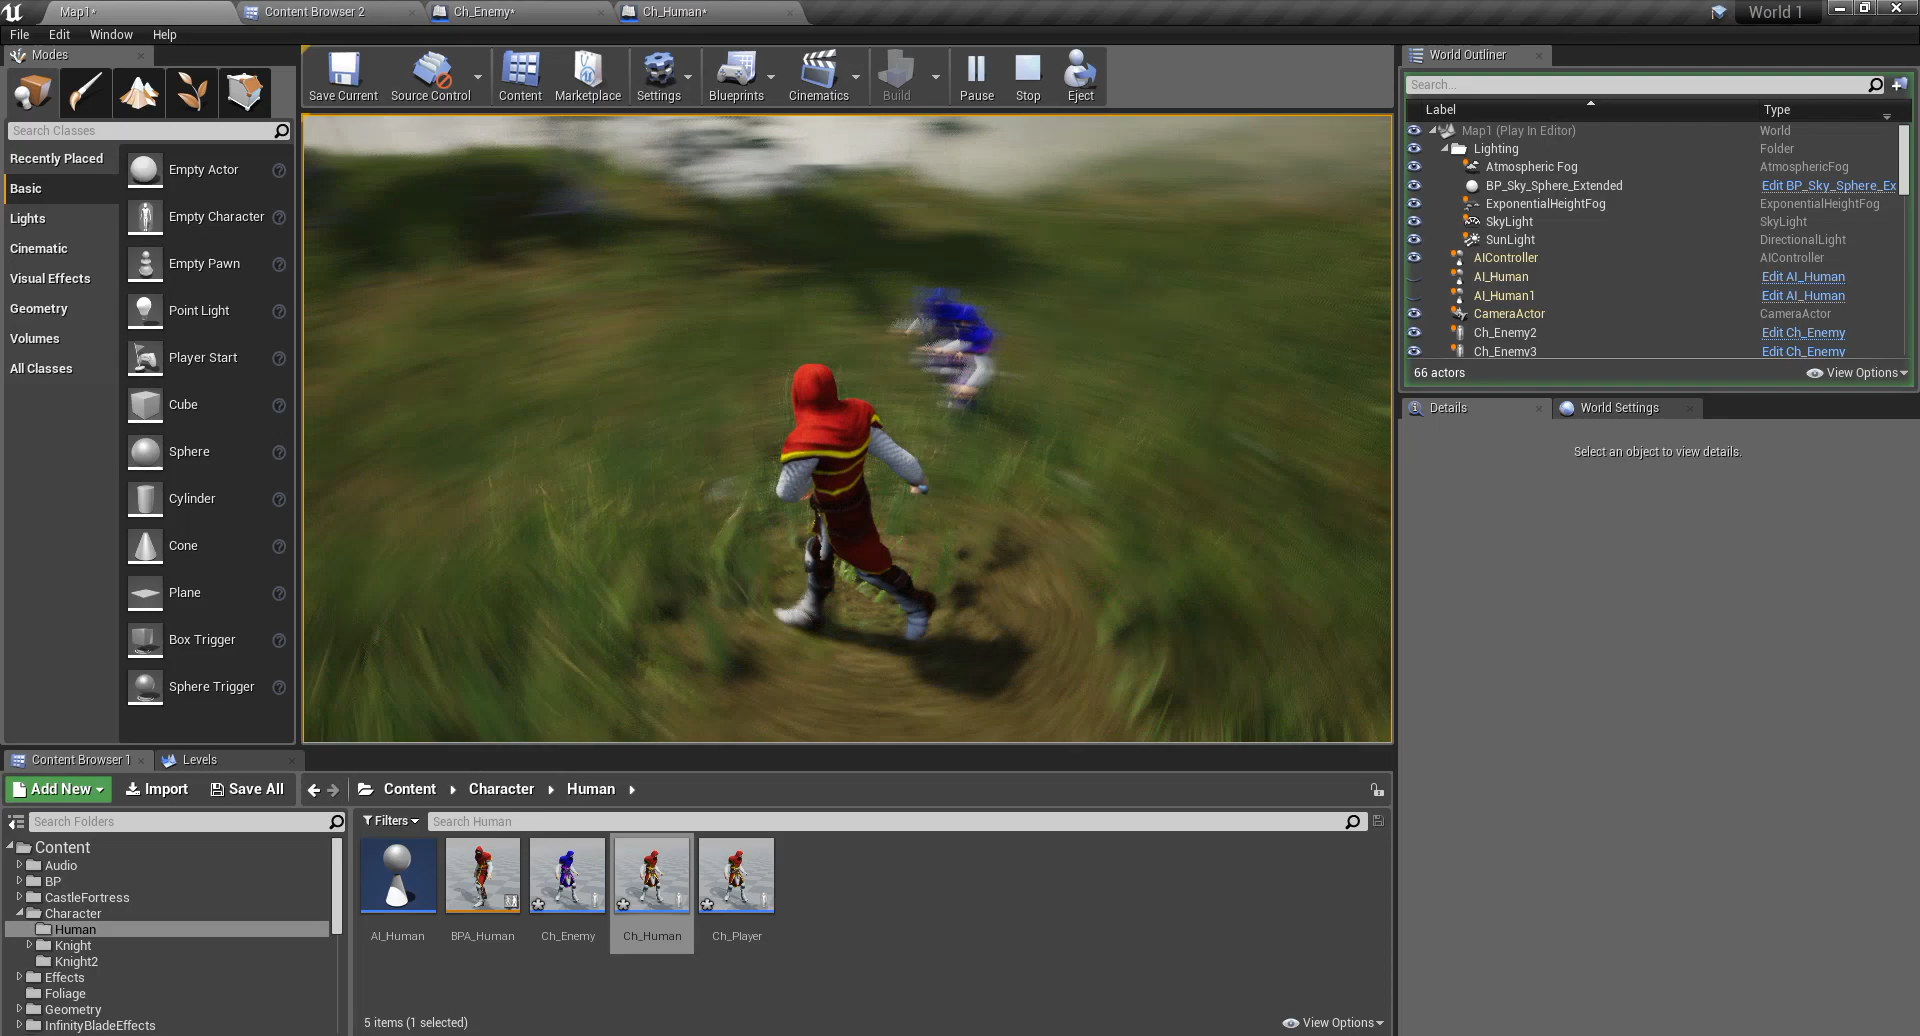 Map1*
Content Browser 2
Ch_Enemy*
Ch_Human*
World 1
File Edit Window Help
Modes
Search Classes
Recently Placed
Basic
Lights
Cinematic
Visual Effects
Geometry
Volumes
All Classes
Empty Actor
Empty Character
Empty Pawn
Point Light
Player Start
Cube
Sphere
Cylinder
Cone
Plane
Box Trigger
Sphere Trigger
Save Current
Source Control
Content
Marketplace
Settings
Blueprints
Cinematics
Build
Pause
Stop
Eject
World Outliner
Search...
Label Type
Map1 (Play In Editor) World
Lighting Folder
Atmospheric Fog AtmosphericFog
BP_Sky_Sphere_Extended Edit BP_Sky_Sphere_Ex
ExponentialHeightFog ExponentialHeightFog
SkyLight SkyLight
SunLight DirectionalLight
AIController AIController
AI_Human Edit AI_Human
AI_Human1 Edit AI_Human
CameraActor CameraActor
Ch_Enemy2 Edit Ch_Enemy
Ch_Enemy3 Edit Ch_Enemy
66 actors View Options
Details
World Settings
Select an object to view details.
Content Browser 1
Levels
Add New Import Save All
Content Character Human
Search Folders
Content
Audio
BP
CastleFortress
Character
Human
Knight
Knight2
Effects
Foliage
Geometry
InfinityBladeEffects
Filters
Search Human
AI_Human
BPA_Human
Ch_Enemy
Ch_Human
Ch_Player
5 items (1 selected)
View Options